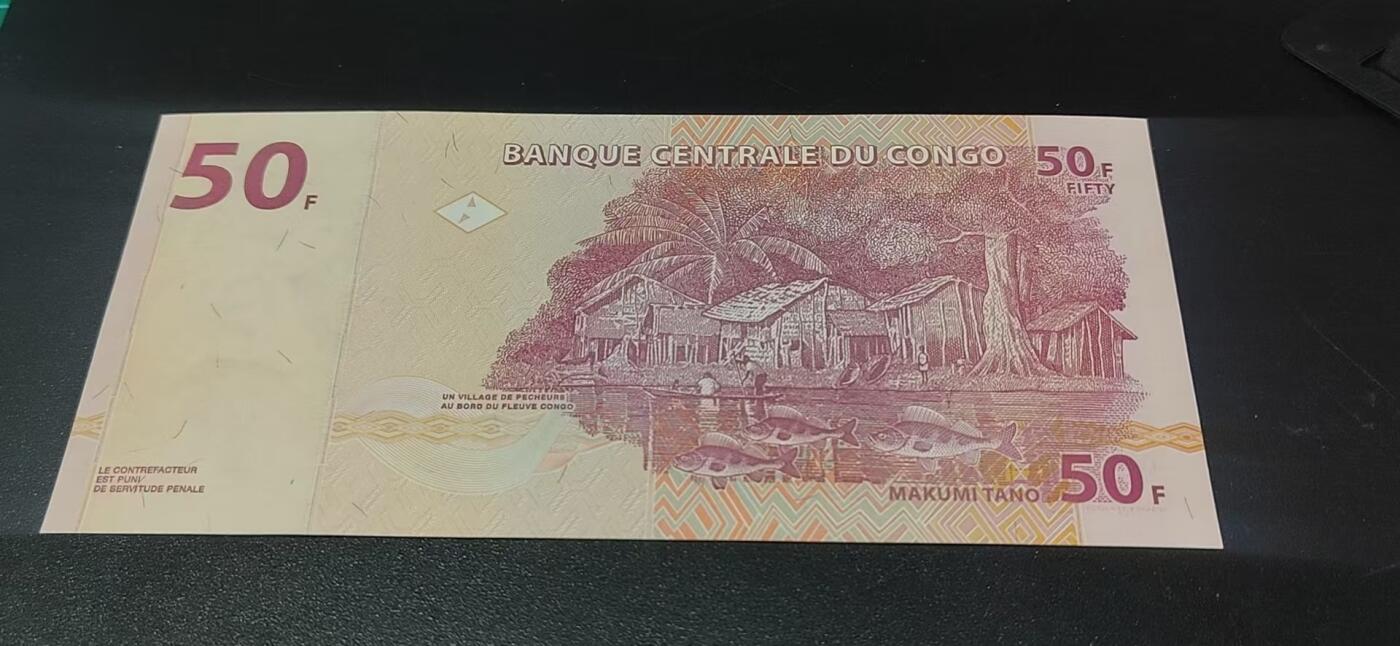 50F
BANQUE CENTRALE DU CONGO
50F
FIFTY
UN VILLAGE DE PECHEURS
AU BORD DU FLEUVE CONGO
LE CONTREFACTEUR
EST PUNI
DE SERVITUDE PENALE
MAKUMI TANO 50F